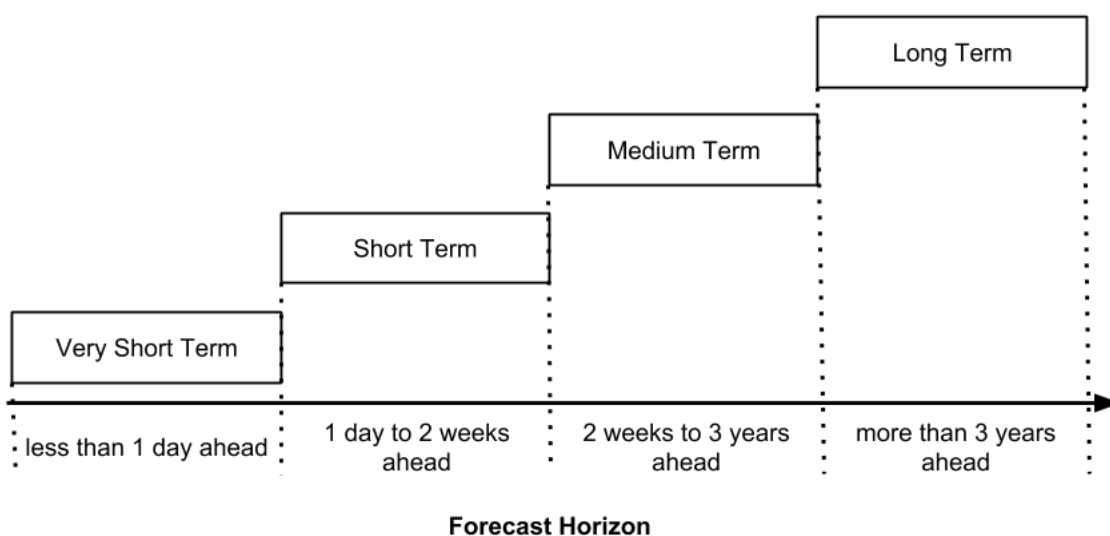 Long Term
Medium Term
Short Term
Very Short Term
less than 1 day ahead
1 day to 2 weeks
ahead
2 weeks to 3 years
ahead
more than 3 years
ahead
Forecast Horizon